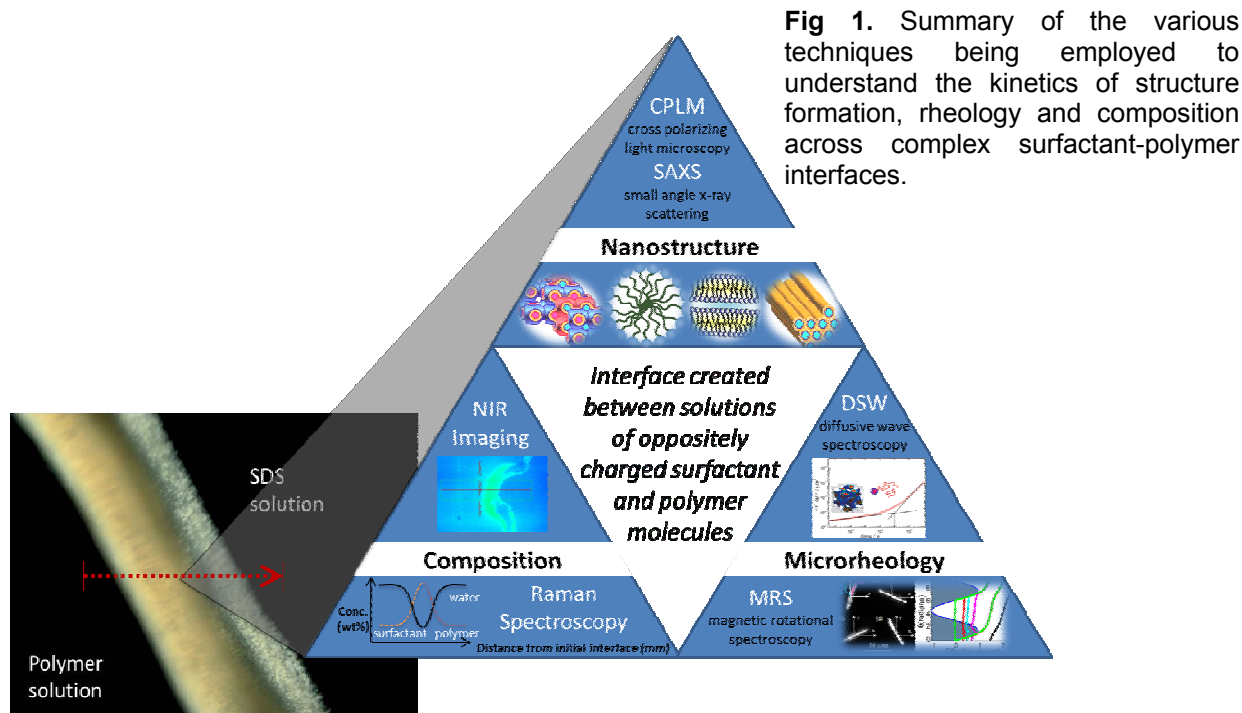 Fig 1. Summary of the various
techniques being employed to
understand the kinetics of structure
formation, rheology and composition
across complex surfactant-polymer
interfaces.
CPLM
cross polarizing
light microscopy
SAXS
small angle x-ray
scattering
Nanostructure
Interface created
between solutions
of oppositely
charged surfactant
and polymer
molecules
NIR
Imaging
DSW
diffusive wave
spectroscopy
SDS
solution
Polymer
solution
Composition
Conc.
(wt%)
water
surfactant
polymer
Raman
Spectroscopy
Distance from initial interface (mm)
Microrheology
MRS
magnetic rotational
spectroscopy